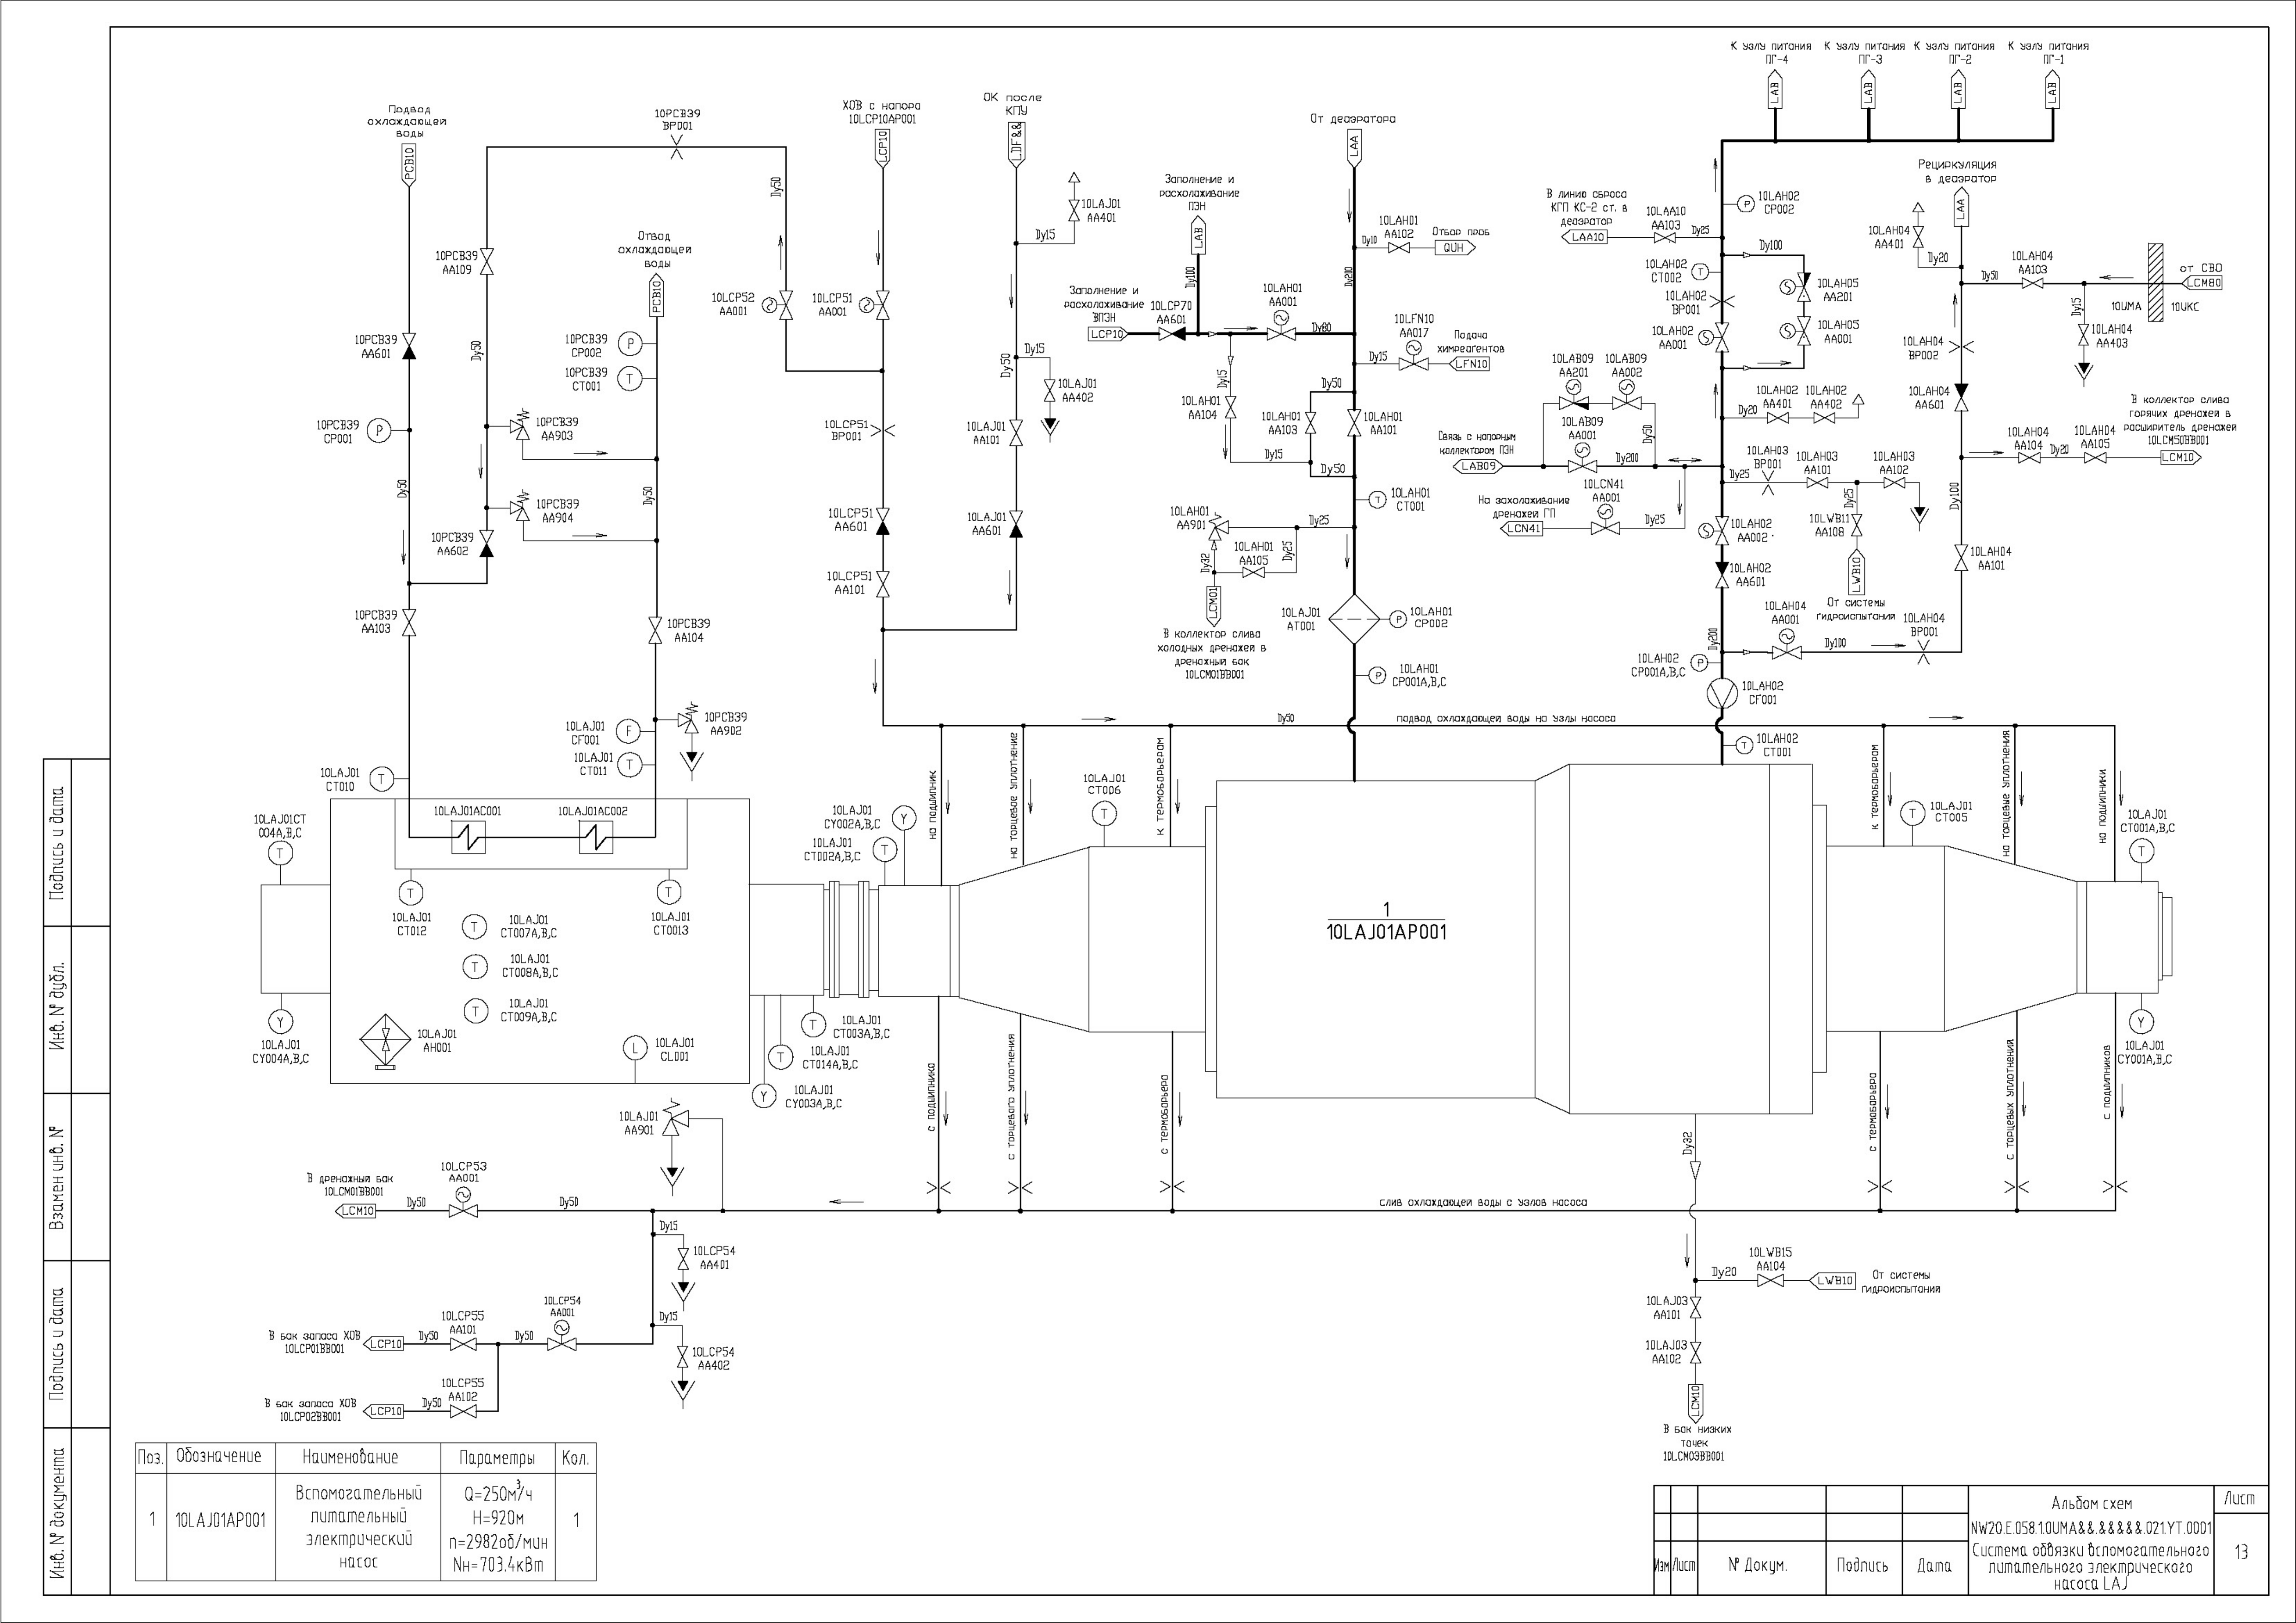 К узлу питания
ПГ-4
К узлу питания
ПГ-3
К узлу питания
ПГ-2
К узлу питания
ПГ-1
LAB
LAB
LAB
LAB
Подвод
охлаждающей
воды
PCB10
10PCB39
BP001
ХОВ с напора
10LCP10AP001
LCP10
ОК после
КПУ
LDF&&
От деаэратора
LAA
Заполнение и
расхолаживание
ПЭН
LAB
Dy100
10LAJ01
AA401
Dy15
10LAH01
AA102
Dy10
Отбор проб
QUH
Dy200
В линию сброса
КГП КС-2 ст. в
деаэратор
LAA10
10LAA10
AA103
Dy25
10LAH02
CP002
P
Рециркуляция
в деаэратор
LAA
10LAH04
AA401
Dy20
10LAH04
AA103
Dy50
от СВО
LCM80
10UMA
10UKC
Dy15
10LAH04
AA403
Отвод
охлаждающей
воды
PCB10
10PCB39
AA109
Dy50
Dy50
10LCP52
AA001
10LCP51
AA001
Заполнение и
расхолаживание
ВПЭН
LCP10
10LCP70
AA601
10LAH01
AA001
Dy80
10LFN10
AA017
Dy15
Подача
химреагентов
LFN10
Dy100
10LAH02
CT002
T
10LAH02
BP001
10LAH02
AA001
S
10LAH05
AA201
S
10LAH05
AA001
S
10LAH04
BP002
10LAH04
AA601
10PCB39
AA601
10PCB39
CP002
P
10PCB39
CT001
T
10PCB39
CP001
P
10PCB39
AA903
10PCB39
AA904
10PCB39
AA602
Dy50
Dy50
10LCP51
BP001
10LCP51
AA601
10LCP51
AA101
Dy50
Dy15
10LAJ01
AA402
10LAJ01
AA101
10LAJ01
AA601
Dy15
10LAH01
AA104
Dy15
Dy50
10LAH01
AA103
10LAH01
AA101
Dy50
10LAH01
CT001
T
10LAB09
AA201
S
10LAB09
AA002
S
10LAB09
AA001
S
Dy50
Dy200
Связь с напорным
коллектором ПЭН
LAB09
На захолаживание
дренажей ГП
LCN41
10LCN41
AA001
S
Dy25
10LAH02
AA401
10LAH02
AA402
Dy20
10LAH03
BP001
10LAH03
AA101
10LAH03
AA102
Dy25
Dy25
10LWB11
AA108
LWB10
От системы
гидроиспытаний
В коллектор слива
горячих дренажей в
расширитель дренажей
10LCM50BB001
LCM10
10LAH04
AA104
Dy20
10LAH04
AA105
Dy100
10LAH04
AA101
10LAH01
AA901
Dy25
Dy25
Dy32
10LAH01
AA105
LCM01
В коллектор слива
холодных дренажей в
дренажный бак
10LCM01BB001
10LAJ01
AT001
10LAH01
CP002
P
10LAH01
CP001A,B,C
P
10LAH02
AA002
S
10LAH02
AA601
10LAH04
AA001
Dy100
10LAH04
BP001
Dy200
10LAH02
CP001A,B,C
P
10LAH02
CF001
10LAH02
CT001
T
10PCB39
AA103
10PCB39
AA104
10LAJ01
CF001
F
10PCB39
AA902
10LAJ01
CT011
T
10LAJ01
CT010
T
Dy50
подвод охлаждающей воды на узлы насоса
на подшипник
на торцевое уплотнение
к термобарьерам
к термобарьерам
на торцевые уплотнения
на подшипники
10LAJ01AC001
10LAJ01AC002
10LAJ01CT
004A,B,C
T
10LAJ01
CY002A,B,C
Y
10LAJ01
CT002A,B,C
T
10LAJ01
CT006
T
10LAJ01
CT005
T
10LAJ01
CT001A,B,C
T
T
10LAJ01
CT012
T
10LAJ01
CT0013
T
10LAJ01
CT007A,B,C
T
10LAJ01
CT008A,B,C
T
10LAJ01
CT009A,B,C
1
10LAJ01AP001
Y
10LAJ01
CY004A,B,C
10LAJ01
AH001
L
10LAJ01
CL001
T
10LAJ01
CT003A,B,C
T
10LAJ01
CT014A,B,C
Y
10LAJ01
CY003A,B,C
Y
10LAJ01
CY001A,B,C
10LAJ01
AA901
с подшипника
с торцевого уплотнения
с термобарьера
с термобарьера
с торцевых уплотнений
с подшипников
Dy32
слив охлаждающей воды с узлов насоса
В дренажный бак
10LCM01BB001
LCM10
Dy50
10LCP53
AA001
Dy50
Dy15
10LCP54
AA401
Dy15
10LCP54
AA402
В бак запаса ХОВ
10LCP01BB001
LCP10
Dy50
10LCP55
AA101
Dy50
10LCP54
AA001
В бак запаса ХОВ
10LCP02BB001
LCP10
Dy50
10LCP55
AA102
Dy20
10LWB15
AA104
LWB10
От системы
гидроиспытаний
10LAJ03
AA101
10LAJ03
AA102
LCM10
В бак низких
точек
10LCM03BB001
Поз.
Обозначение
Наименование
Параметры
Кол.
1
10LAJ01AP001
Вспомогательный
питательный
электрический
насос
Q=250м³/ч
H=920м
n=2982об/мин
Nн=703.4кВт
1
Альбом схем
NW20.E.058.1.0UMA&&.&&&&&.021.YT.0001
Система обвязки вспомогательного
питательного электрического
насоса LAJ
Лист
13
Изм
Лист
№ Докум.
Подпись
Дата
Подпись и дата
Инв. № дубл.
Взамен инв. №
Подпись и дата
Инв. № документа